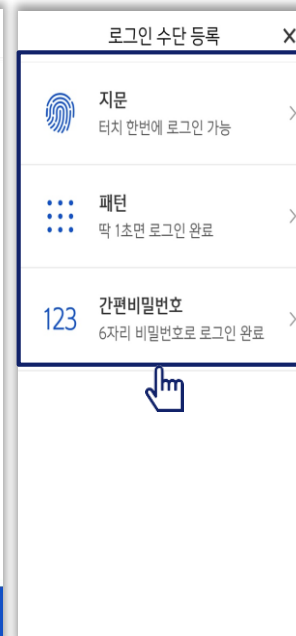 로그인 수단 등록
지문
터치 한번에 로그인 가능
패턴
딱 1초면 로그인 완료
123
간편비밀번호
6자리 비밀번호로 로그인 완료